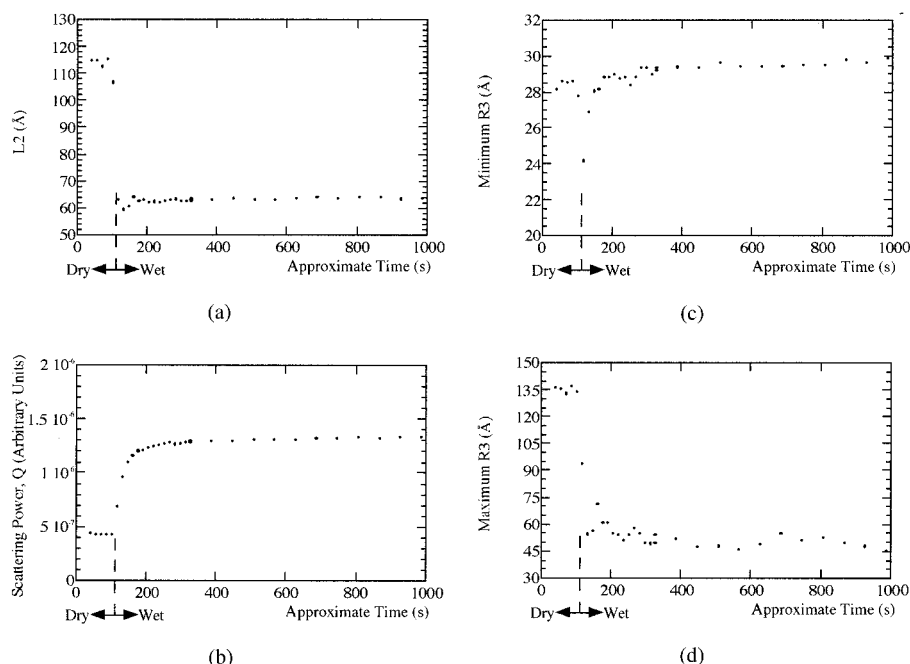 130
120
110
100
90
80
70
60
50
L2 (Å)
0
200
400
600
800
1000
Dry
Wet
Approximate Time (s)
(a)
32
30
28
26
24
22
20
Minimum R3 (Å)
0
200
400
600
800
1000
Dry
Wet
Approximate Time (s)
(c)
2 10⁻⁶
1.5 10⁻⁶
1 10⁻⁶
5 10⁻⁷
0
Scattering Power, Q (Arbitrary Units)
0
200
400
600
800
1000
Dry
Wet
Approximate Time (s)
(b)
150
135
120
105
90
75
60
45
30
Maximum R3 (Å)
0
200
400
600
800
1000
Dry
Wet
Approximate Time (s)
(d)